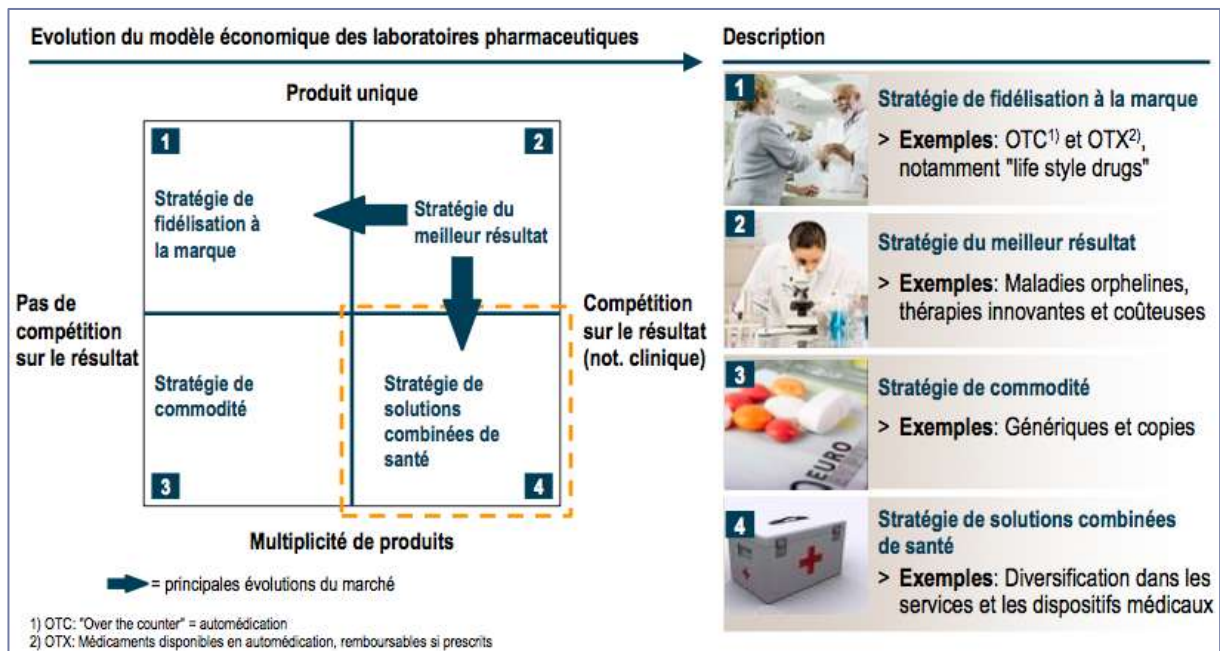 Evolution du modèle économique des laboratoires pharmaceutiques
Produit unique
1
2
Stratégie de
fidélisation à
la marque
Stratégie du
meilleur résultat
Pas de
compétition
sur le résultat
Compétition
sur le résultat
(not. clinique)
Stratégie de
commodité
Stratégie de
solutions
combinées de
santé
3
4
Multiplicité de produits
= principales évolutions du marché
1) OTC: "Over the counter" = automédication
2) OTX: Médicaments disponibles en automédication, remboursables si prescrits
Description
1
Stratégie de fidélisation à la marque
> Exemples: OTC1) et OTX2),
notamment "life style drugs"
2
Stratégie du meilleur résultat
> Exemples: Maladies orphelines,
thérapies innovantes et coûteuses
3
Stratégie de commodité
> Exemples: Génériques et copies
EURO
4
Stratégie de solutions combinées
de santé
> Exemples: Diversification dans les
services et les dispositifs médicaux